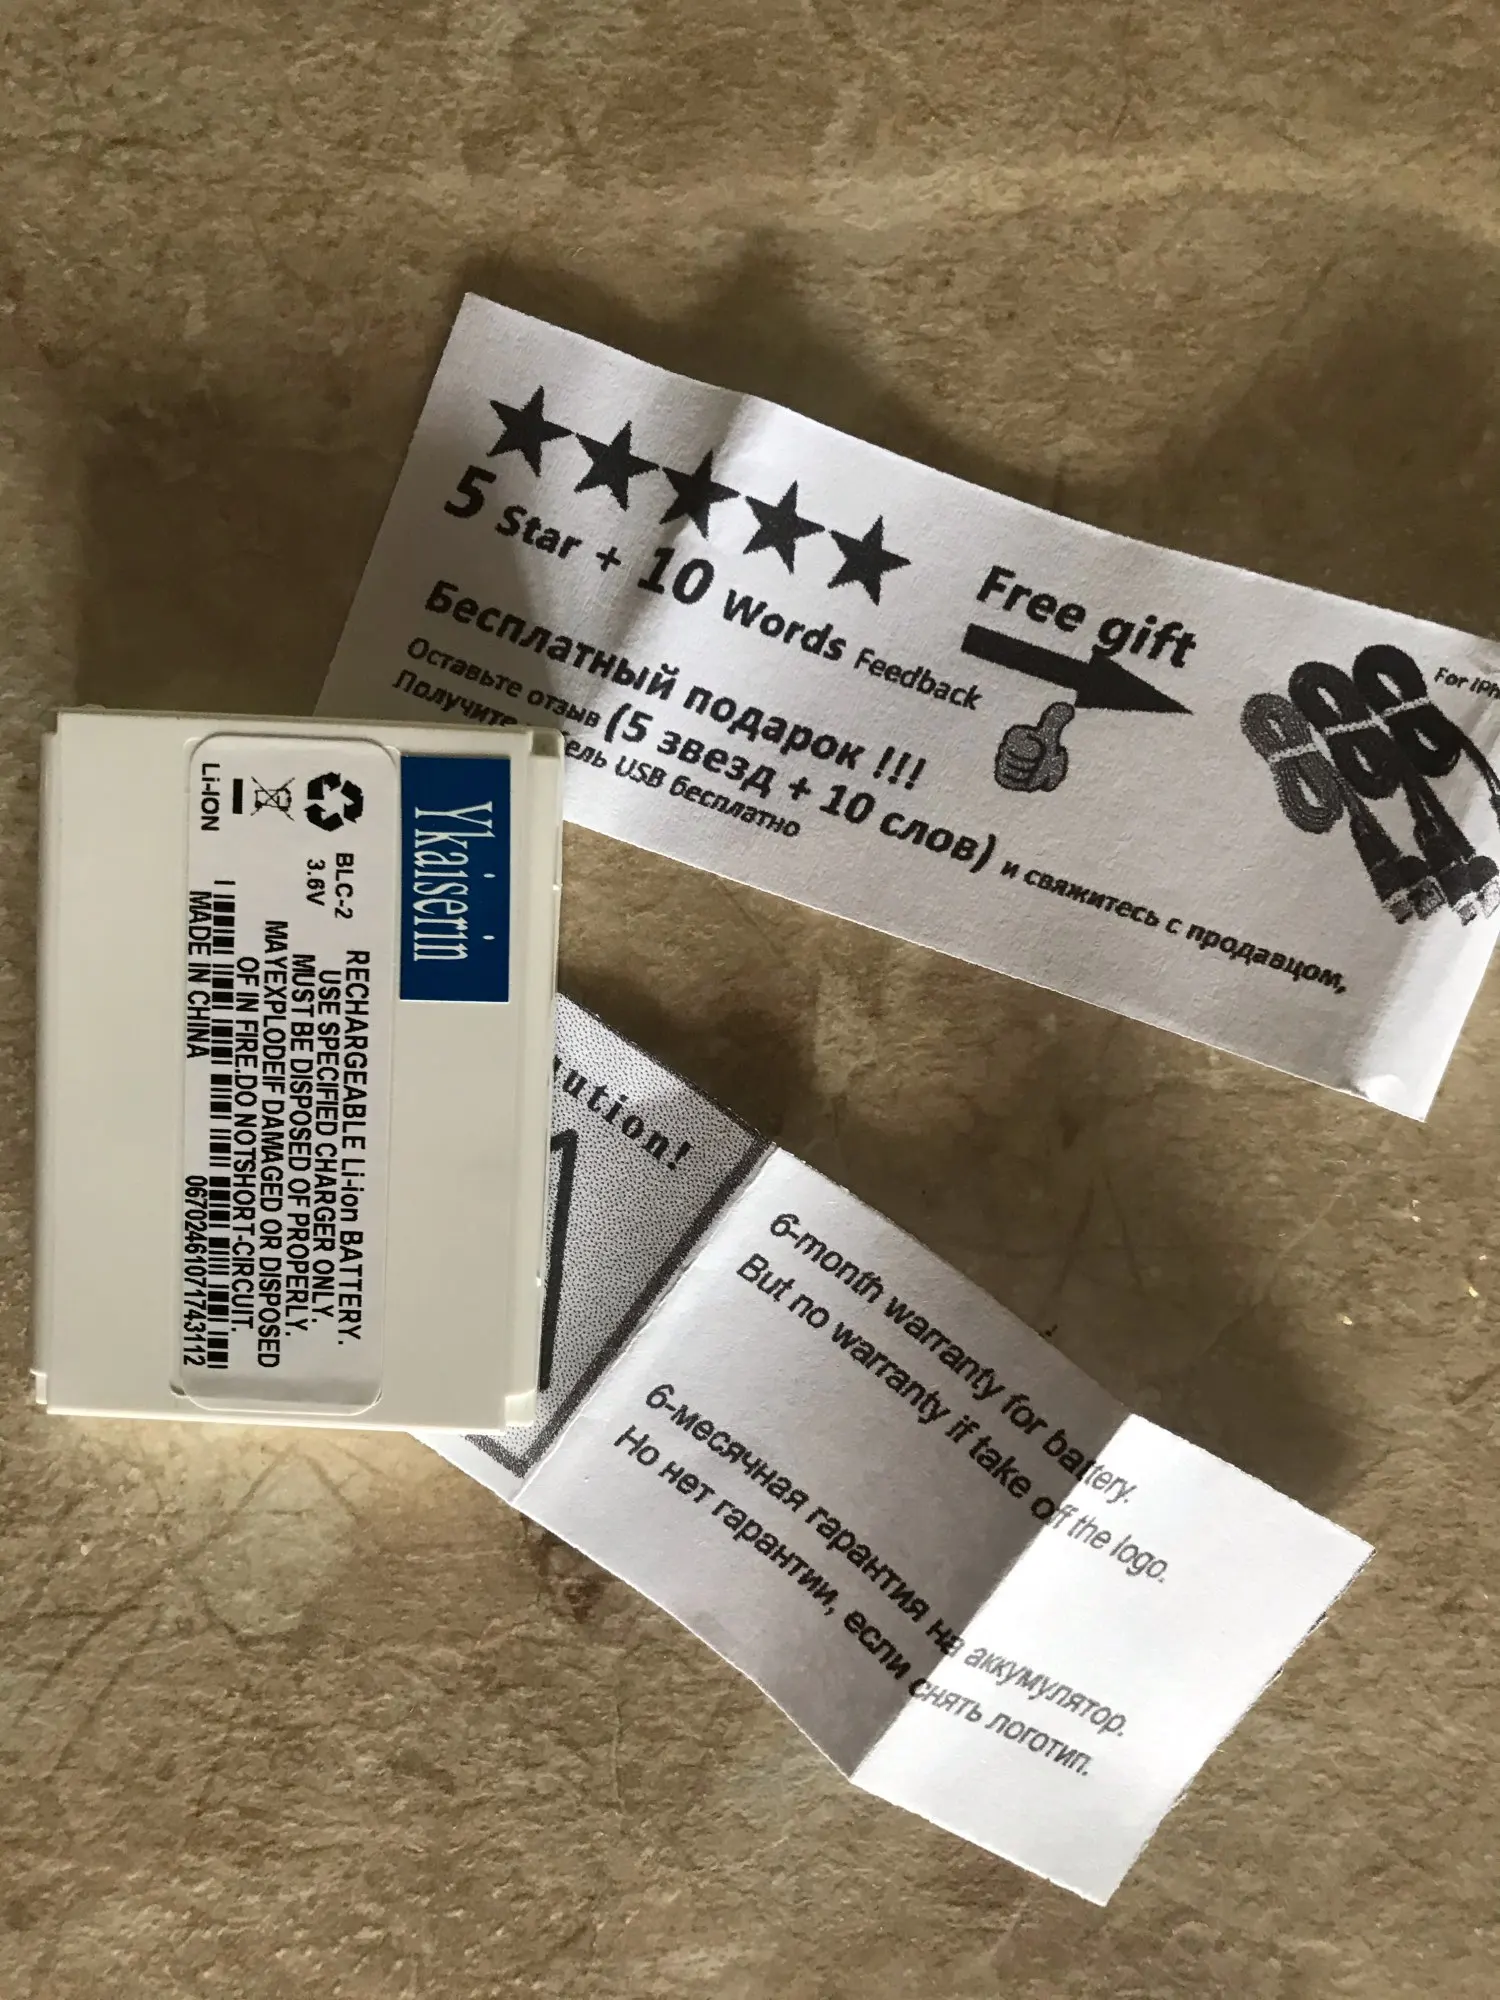 5 Star + 10 Words Feedback
Free gift
For IPh
Бесплатный подарок !!!
Оставьте отзыв (5 звезд + 10 слов) и свяжитесь с продавцом,
Получите ель USB бесплатно
Ykaiserin
BLC-2
3.6V
Li-ION
RECHARGEABLE Li-ion BATTERY.
USE SPECIFIED CHARGER ONLY.
MUST BE DISPOSED OF PROPERLY.
MAYEXPLODEIF DAMAGED OR DISPOSED
OF IN FIRE.DO NOTSHORT-CIRCUIT.
MADE IN CHINA
06702461071743112
ution!
6-month warranty for battery.
But no warranty if take off the logo.
6-месячная гарантия на аккумулятор.
Но нет гарантии, если снять логотип.